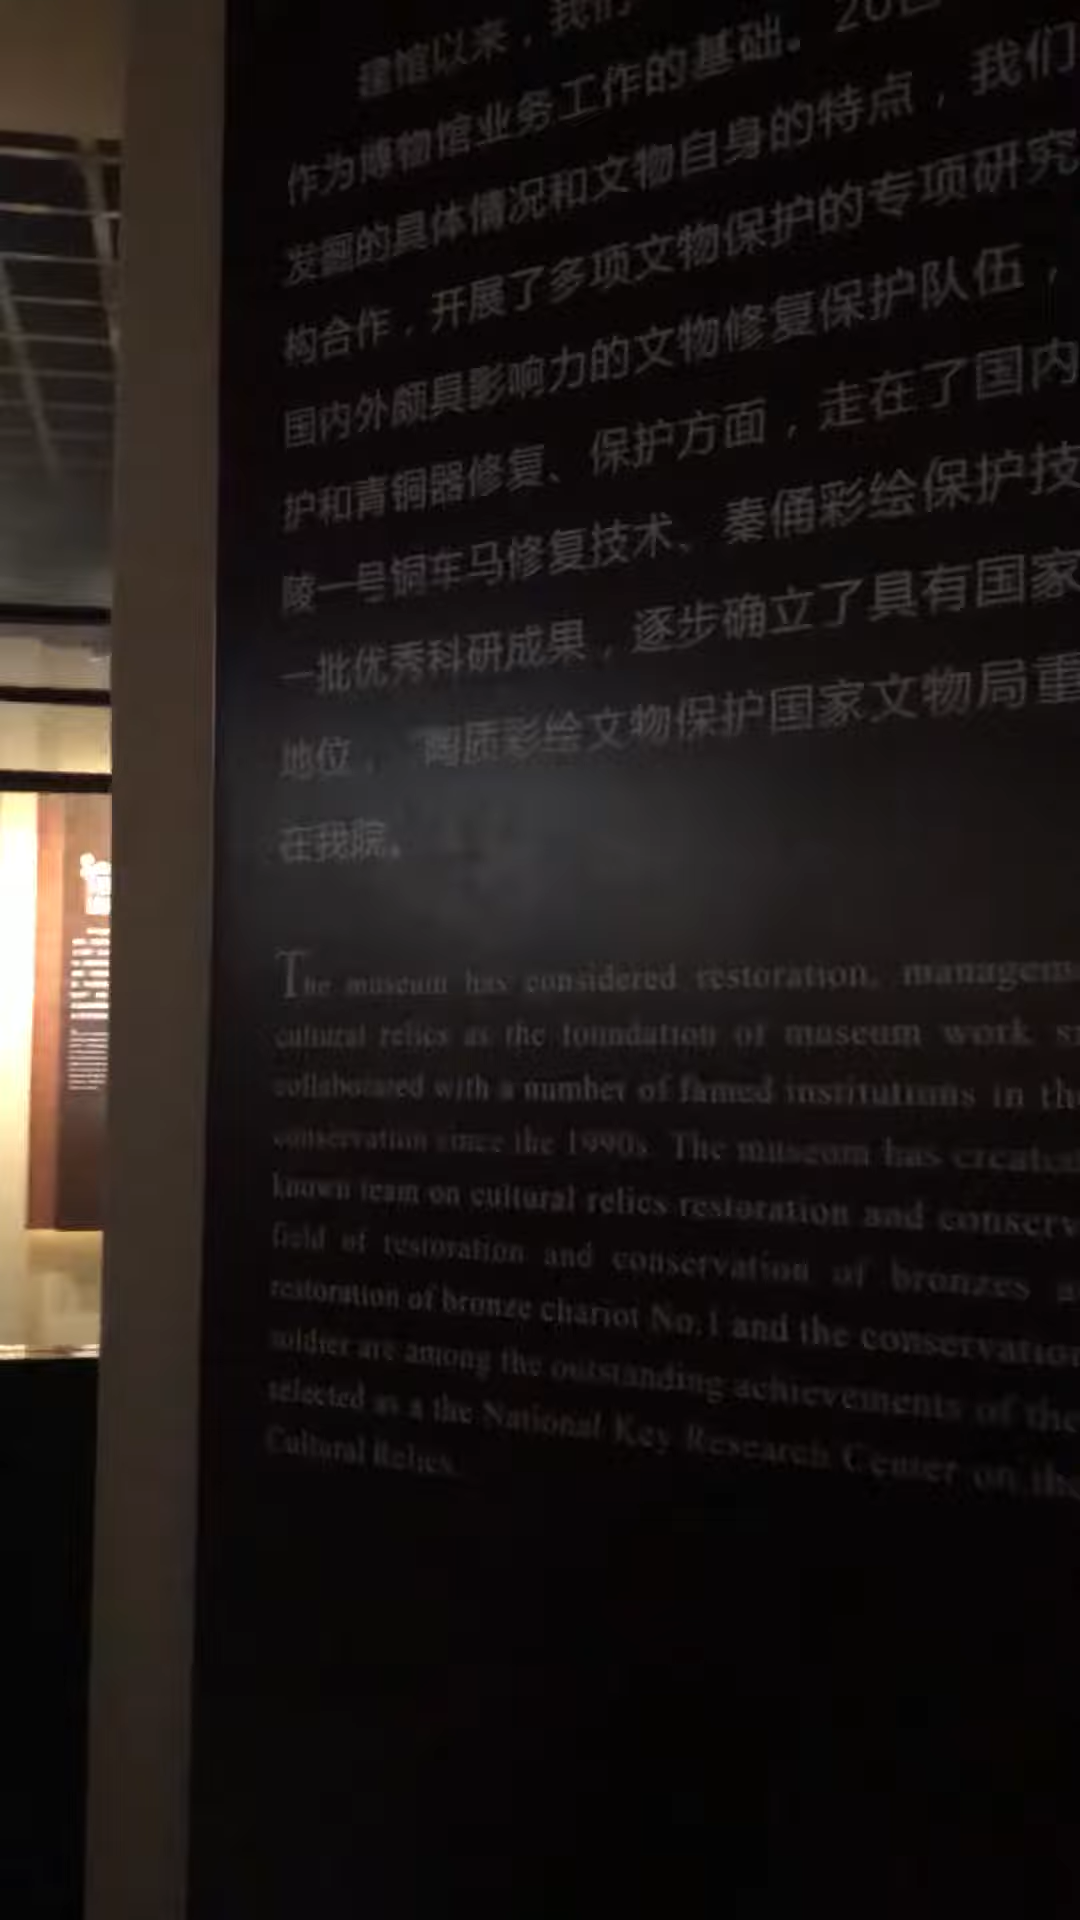 建馆以来，我们
作为博物馆业务工作的基础。20世
发掘的具体情况和文物自身的特点，我们
构合作，开展了多项文物保护的专项研究
国内外颇具影响力的文物修复保护队伍，
护和青铜器修复、保护方面，走在了国内
陵一号铜车马修复技术、秦俑彩绘保护技
一批优秀科研成果，逐步确立了具有国家
地位， 陶质彩绘文物保护国家文物局重
在我院。
The museum has considered restoration, managem
cultural relics as the foundation of museum work s
collaborated with a number of famed institutions in th
conservation since the 1990s. The museum has created
known team on cultural relics restoration and conserv
field of restoration and conservation of bronzes a
restoration of bronze chariot No.1 and the conservation
soldier are among the outstanding achievements of the
selected as a the National Key Research Center on the
Cultural Relics.